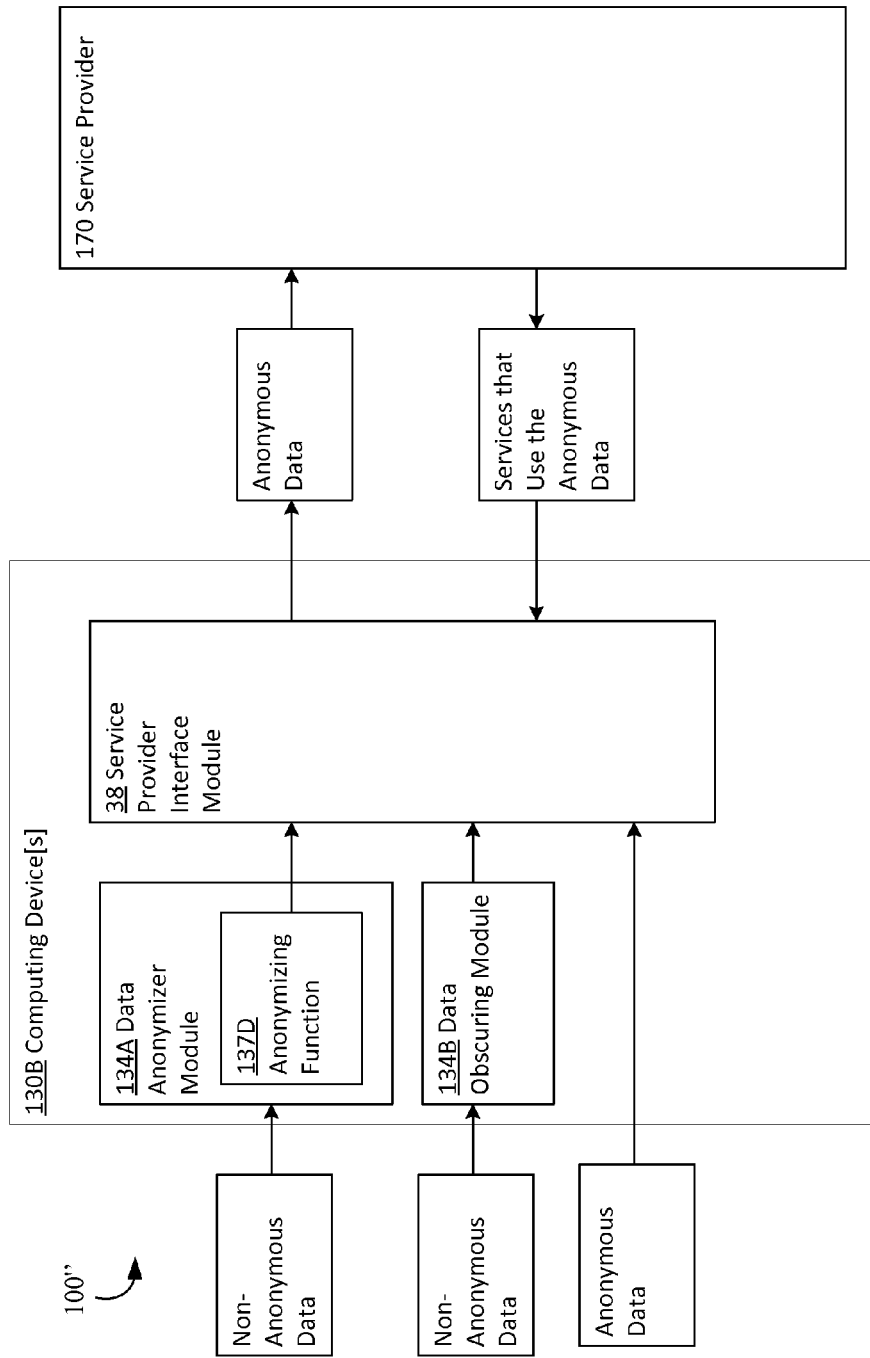 100"
130B Computing Device[s]
Non-
Anonymous
Data
134A Data
Anonymizer
Module
137D
Anonymizing
Function
Non-
Anonymous
Data
134B Data
Obscuring Module
Anonymous
Data
38 Service
Provider
Interface
Module
Anonymous
Data
Services that
Use the
Anonymous
Data
170 Service Provider